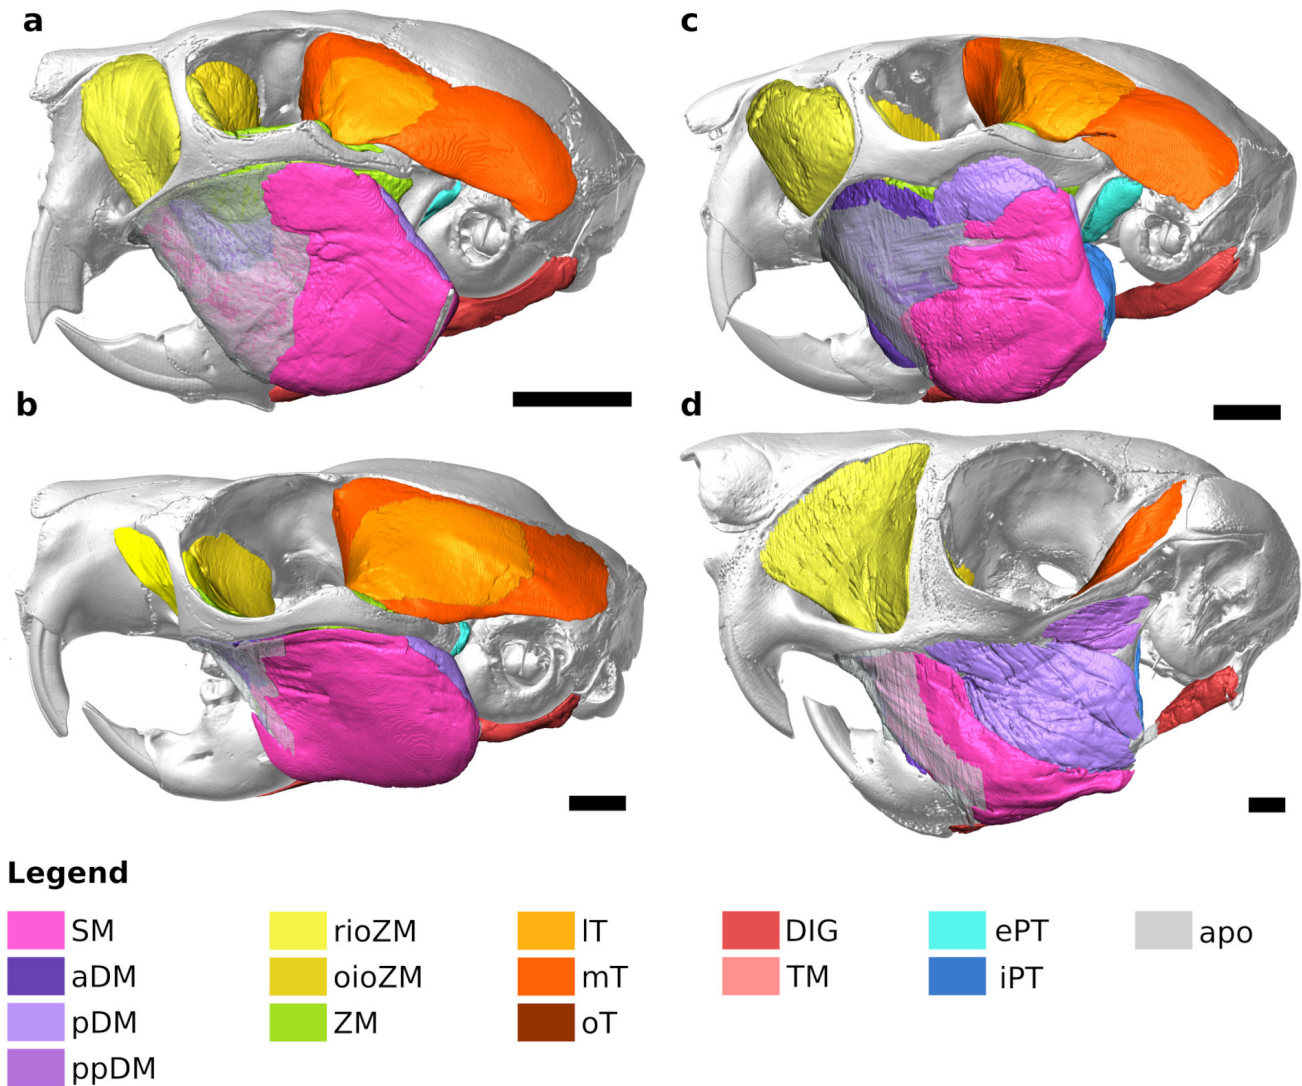 a
c
b
d
Legend
SM
rioZM
lT
DIG
ePT
apo
aDM
oioZM
mT
TM
iPT
pDM
ZM
oT
ppDM